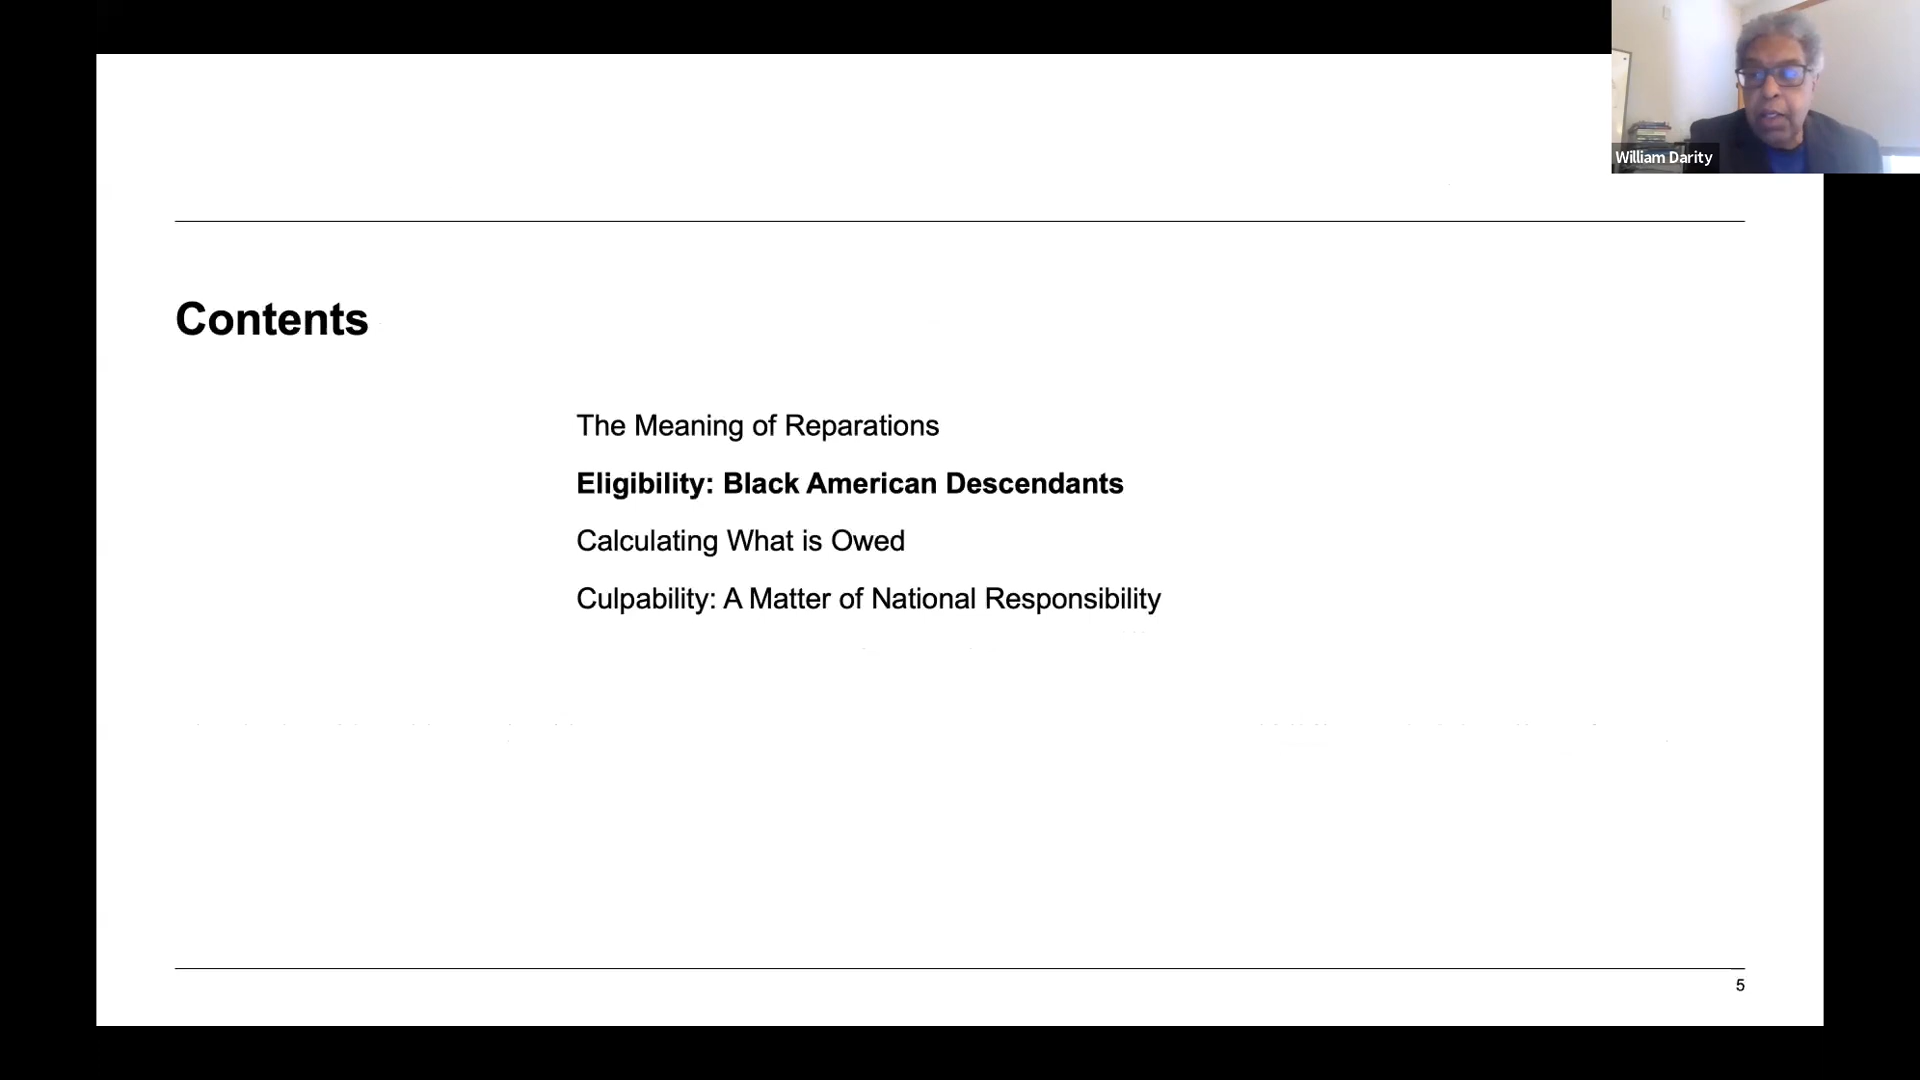 William Darity
Contents
The Meaning of Reparations
Eligibility: Black American Descendants
Calculating What is Owed
Culpability: A Matter of National Responsibility
5